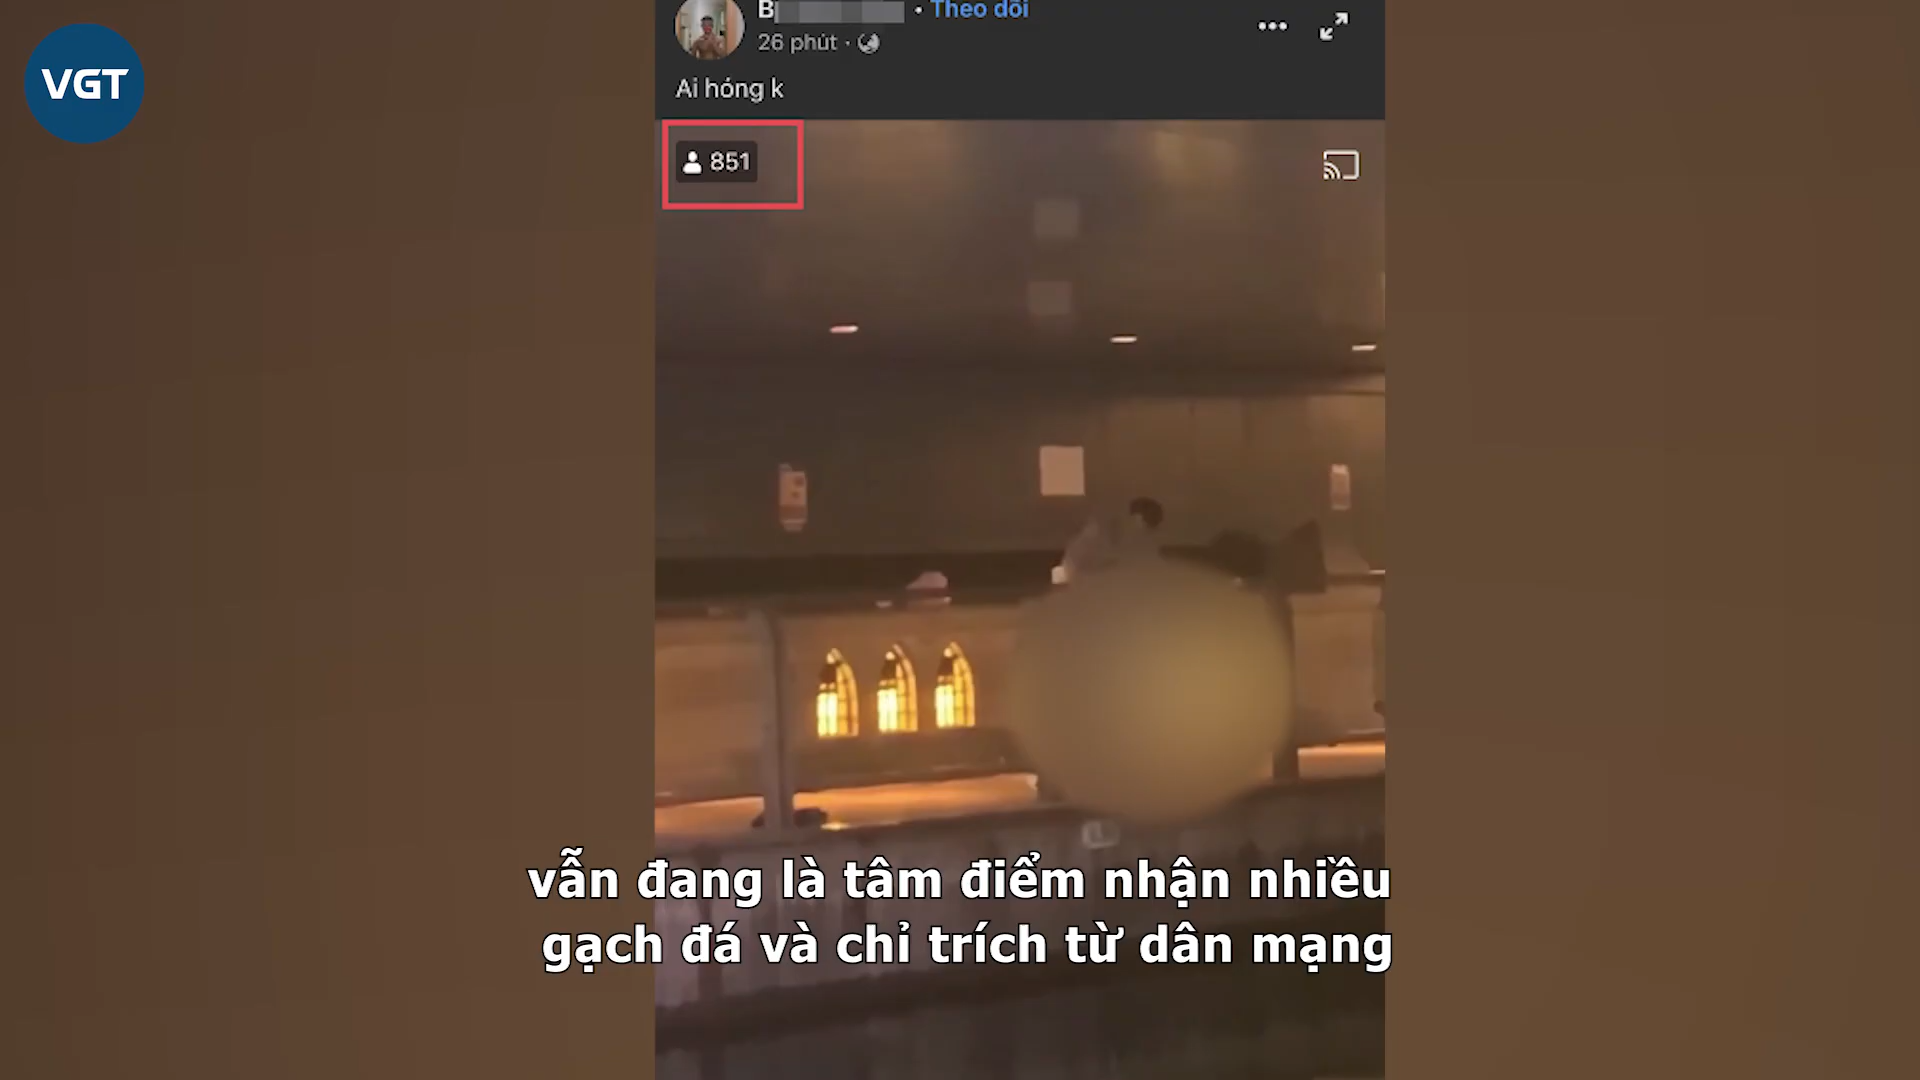 VGT
B
• Theo dõi
26 phút ·
Ai hóng k
851
vẫn đang là tâm điểm nhận nhiều
gạch đá và chỉ trích từ dân mạng